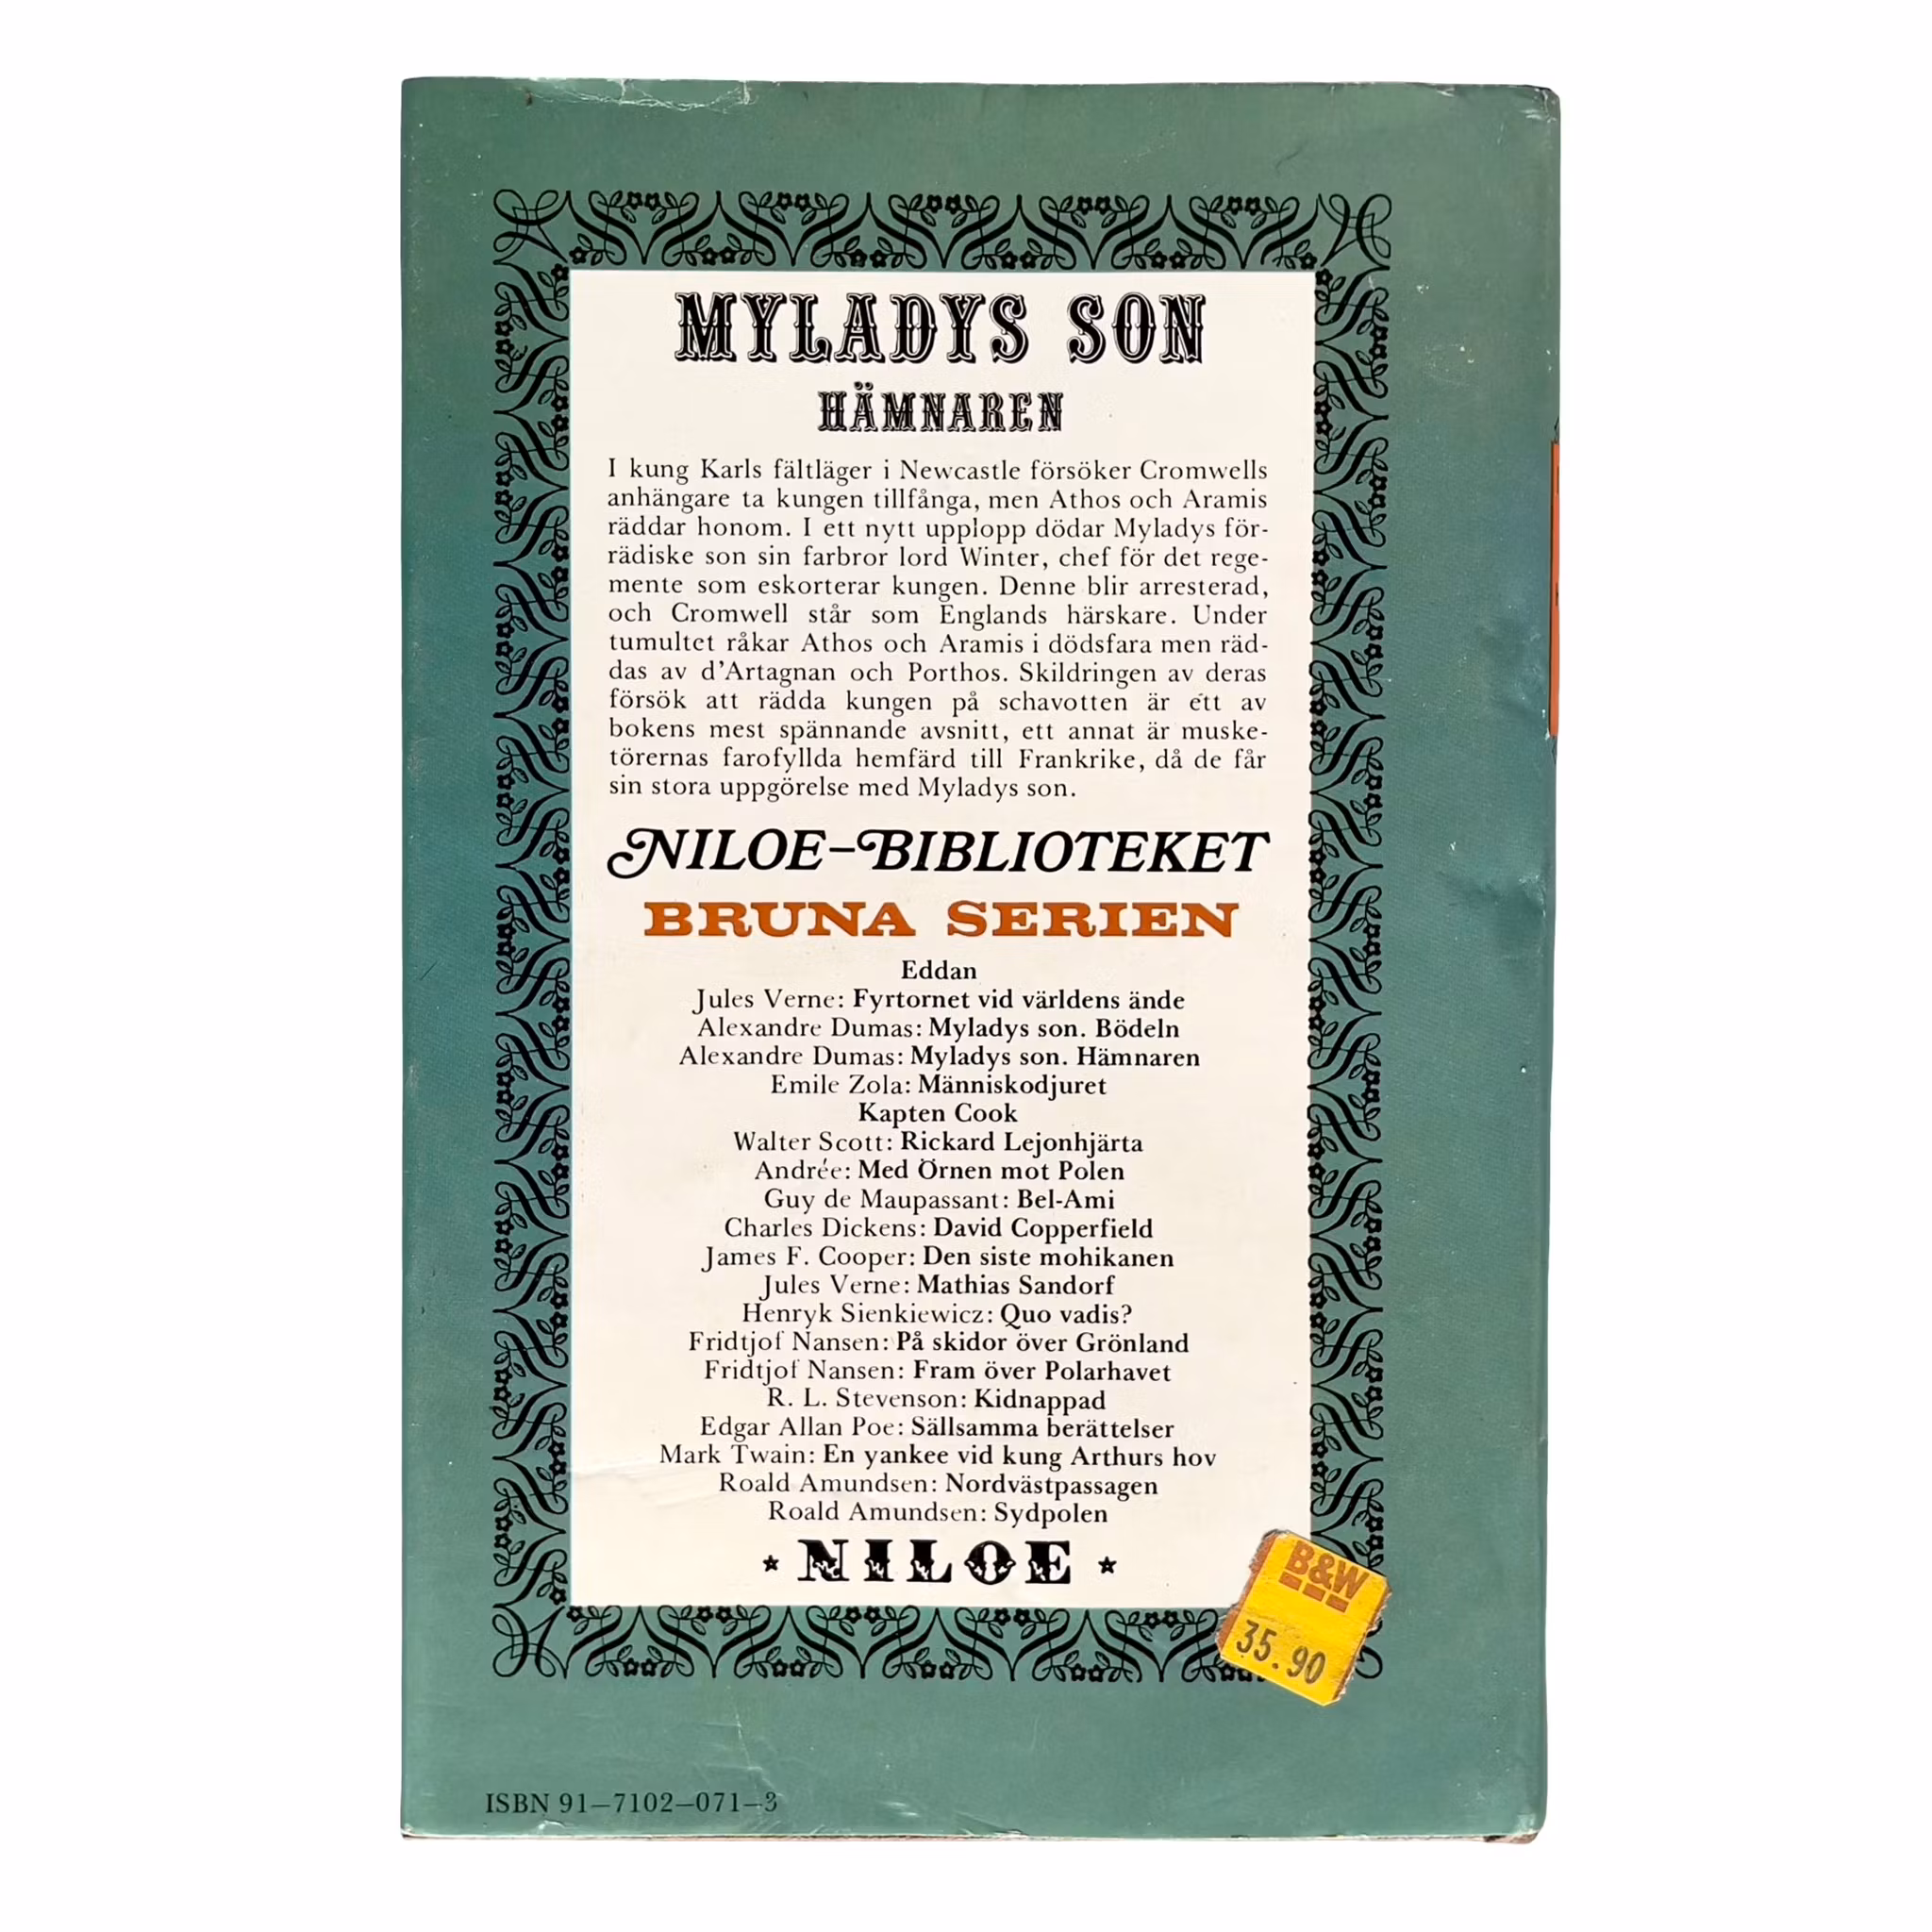 MYLADYS SON
HÄMNAREN
I kung Karls fältläger i Newcastle försöker Cromwells
anhängare ta kungen tillfånga, men Athos och Aramis
räddar honom. I ett nytt upplopp dödar Myladys för-
rädiske son sin farbror lord Winter, chef för det rege-
mente som eskorterar kungen. Denne blir arresterad,
och Cromwell står som Englands härskare. Under
tumultet råkar Athos och Aramis i dödsfara men räd-
das av d'Artagnan och Porthos. Skildringen av deras
försök att rädda kungen på schavotten är ett av
bokens mest spännande avsnitt, ett annat är muske-
törernas farofyllda hemfärd till Frankrike, då de får
sin stora uppgörelse med Myladys son.
NILOE-BIBLIOTEKET
BRUNA SERIEN
Eddan
Jules Verne: Fyrtornet vid världens ände
Alexandre Dumas: Myladys son. Bödeln
Alexandre Dumas: Myladys son. Hämnaren
Emile Zola: Människodjuret
Kapten Cook
Walter Scott: Rickard Lejonhjärta
Andrée: Med Örnen mot Polen
Guy de Maupassant: Bel-Ami
Charles Dickens: David Copperfield
James F. Cooper: Den siste mohikanen
Jules Verne: Mathias Sandorf
Henryk Sienkiewicz: Quo vadis?
Fridtjof Nansen: På skidor över Grönland
Fridtjof Nansen: Fram över Polarhavet
R. L. Stevenson: Kidnappad
Edgar Allan Poe: Sällsamma berättelser
Mark Twain: En yankee vid kung Arthurs hov
Roald Amundsen: Nordvästpassagen
Roald Amundsen: Sydpolen
* NILOE *
B&W
35.90
ISBN 91–7102–071–3